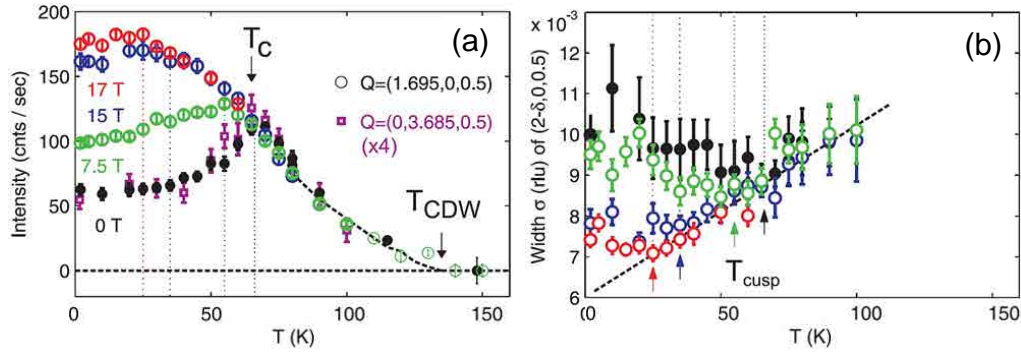 (a)
200
150
100
50
0
Intensity (cnts / sec)
T_C
17 T
15 T
7.5 T
0 T
Q=(1.695,0,0.5)
Q=(0,3.685,0.5)
(x4)
T_CDW
0 50 100 150
T (K)
x 10⁻³
(b)
12
11
10
9
8
7
6
Width σ (rlu) of (2-δ,0,0.5)
T_cusp
0 50 100 150
T (K)